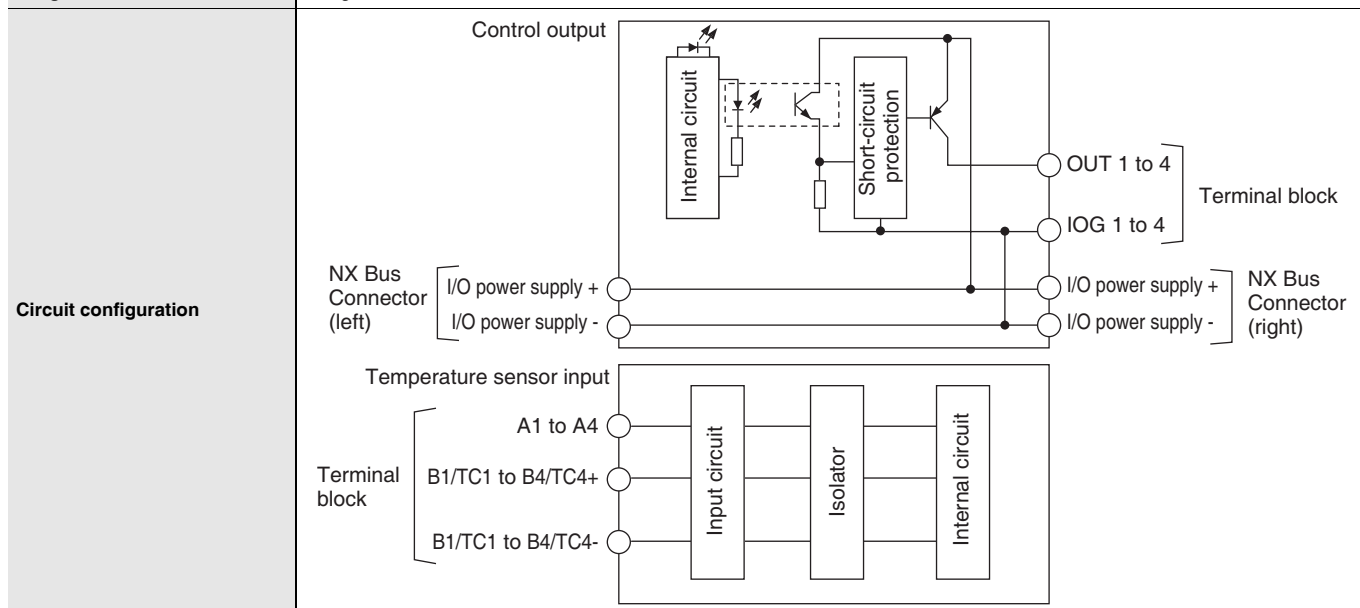 Circuit configuration
Control output
Internal circuit
Short-circuit
protection
OUT 1 to 4
IOG 1 to 4
Terminal block
NX Bus
Connector
(left)
I/O power supply +
I/O power supply -
I/O power supply +
I/O power supply -
NX Bus
Connector
(right)
Temperature sensor input
Terminal
block
A1 to A4
B1/TC1 to B4/TC4+
B1/TC1 to B4/TC4-
Input circuit
Isolator
Internal circuit